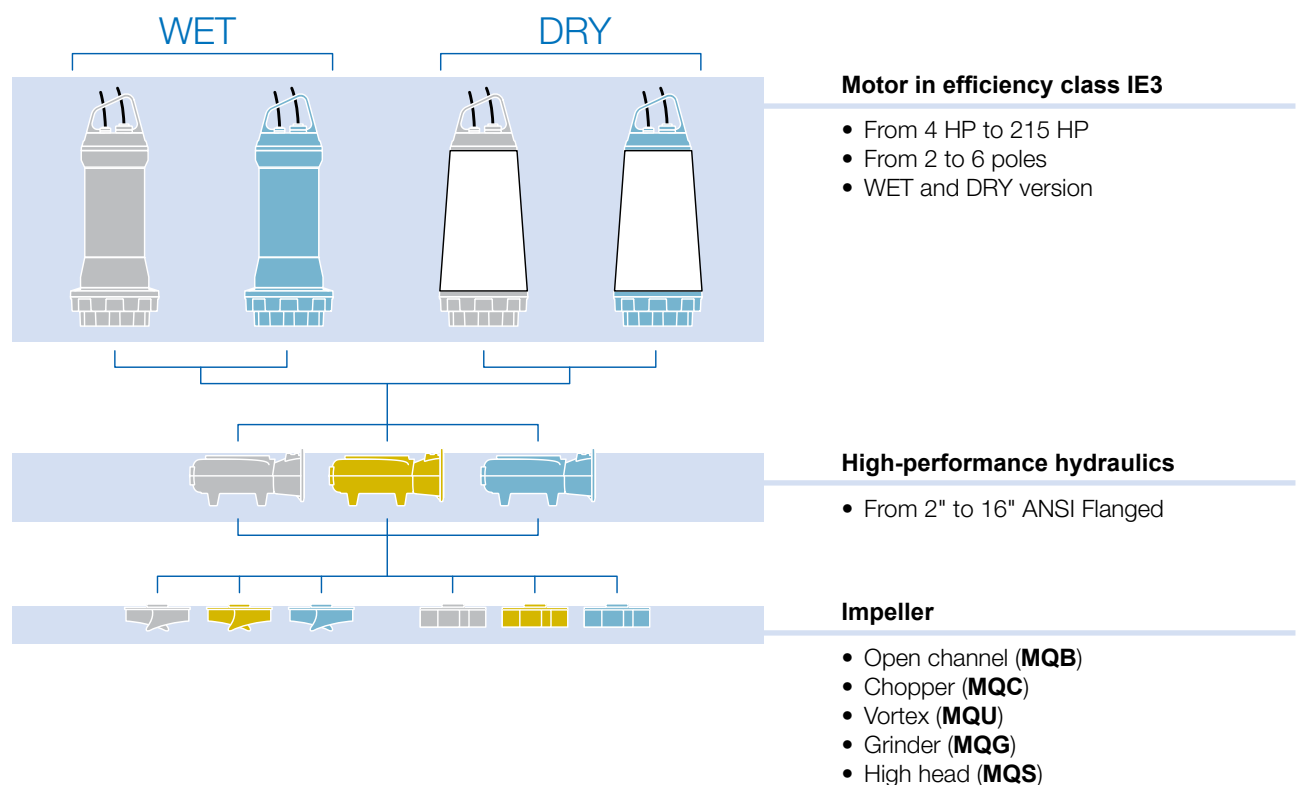 WET
DRY
Motor in efficiency class IE3
• From 4 HP to 215 HP
• From 2 to 6 poles
• WET and DRY version
High-performance hydraulics
• From 2" to 16" ANSI Flanged
Impeller
• Open channel (MQB)
• Chopper (MQC)
• Vortex (MQU)
• Grinder (MQG)
• High head (MQS)